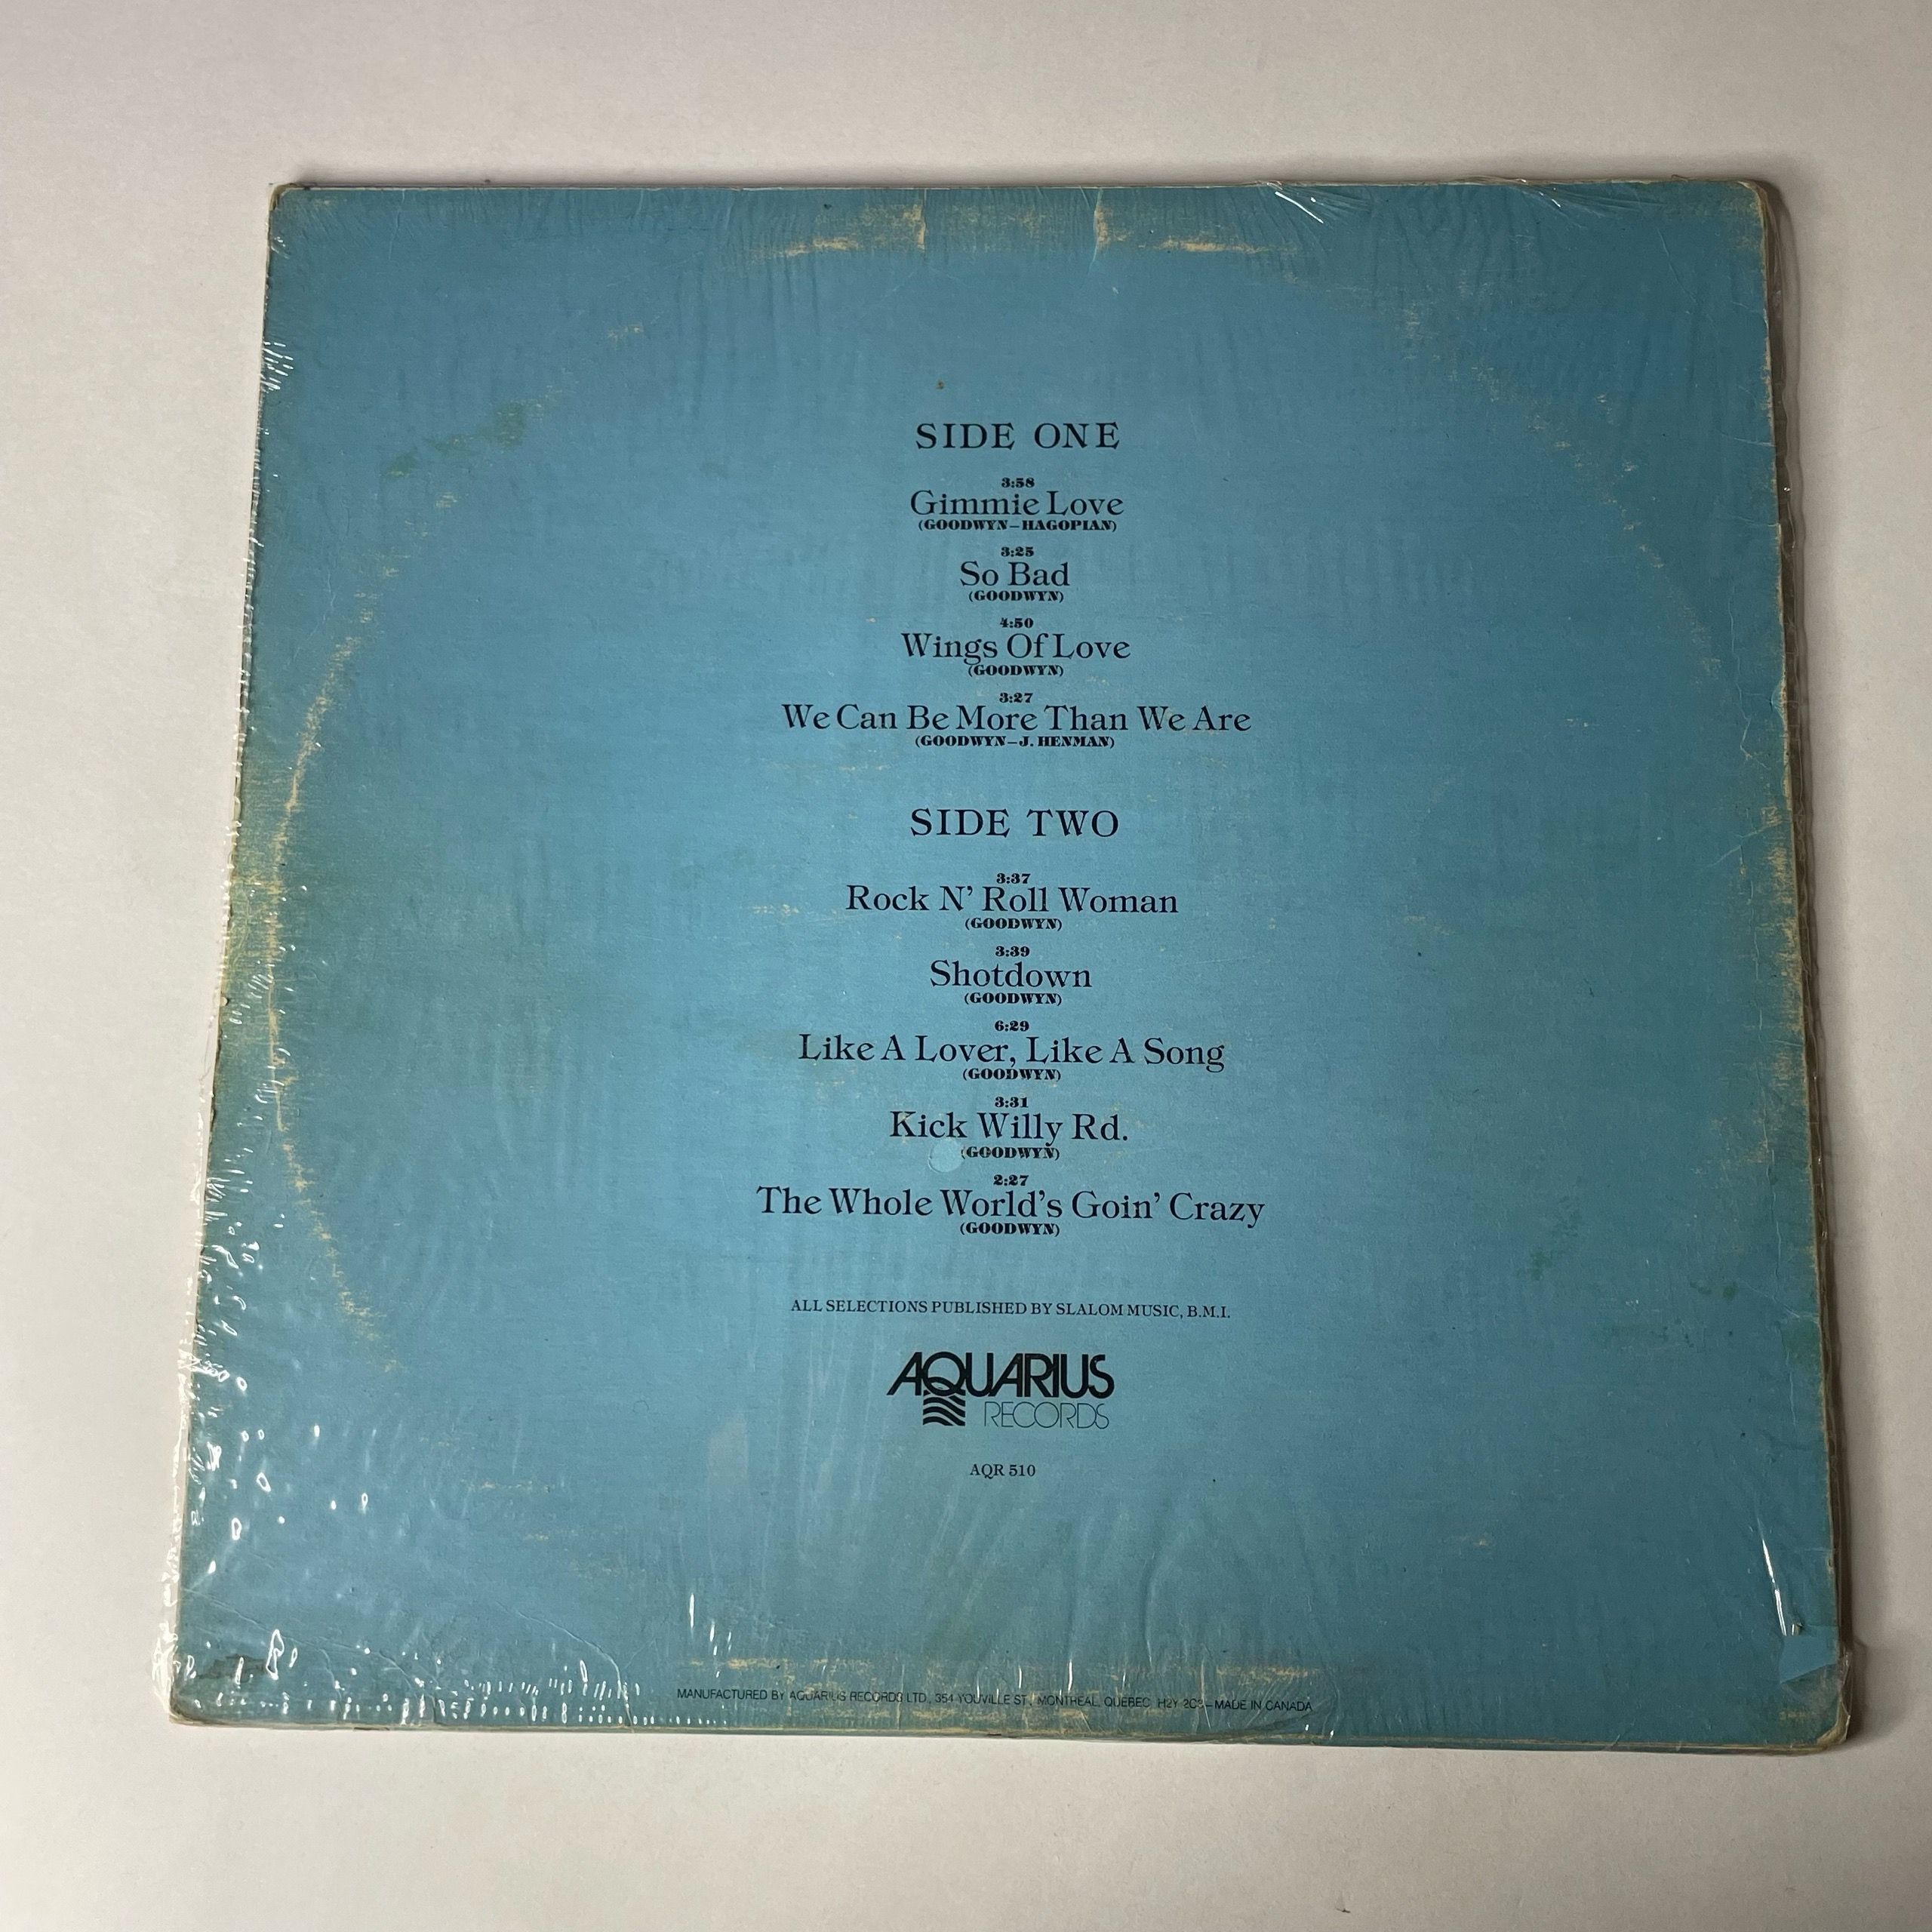 SIDE ONE
3:58
Gimmie Love
(GOODWYN–HAGOPIAN)
3:25
So Bad
(GOODWYN)
4:50
Wings Of Love
(GOODWYN)
3:27
We Can Be More Than We Are
(GOODWYN–J. HENMAN)
SIDE TWO
3:37
Rock N' Roll Woman
(GOODWYN)
3:39
Shotdown
(GOODWYN)
6:29
Like A Lover, Like A Song
(GOODWYN)
3:31
Kick Willy Rd.
(GOODWYN)
2:27
The Whole World's Goin' Crazy
(GOODWYN)
ALL SELECTIONS PUBLISHED BY SLALOM MUSIC, B.M.I.
AQUARIUS
RECORDS
AQR 510
MANUFACTURED BY AQUARIUS RECORDS LTD., 354 YOUVILLE ST., MONTREAL, QUEBEC, H2Y 2C3–MADE IN CANADA